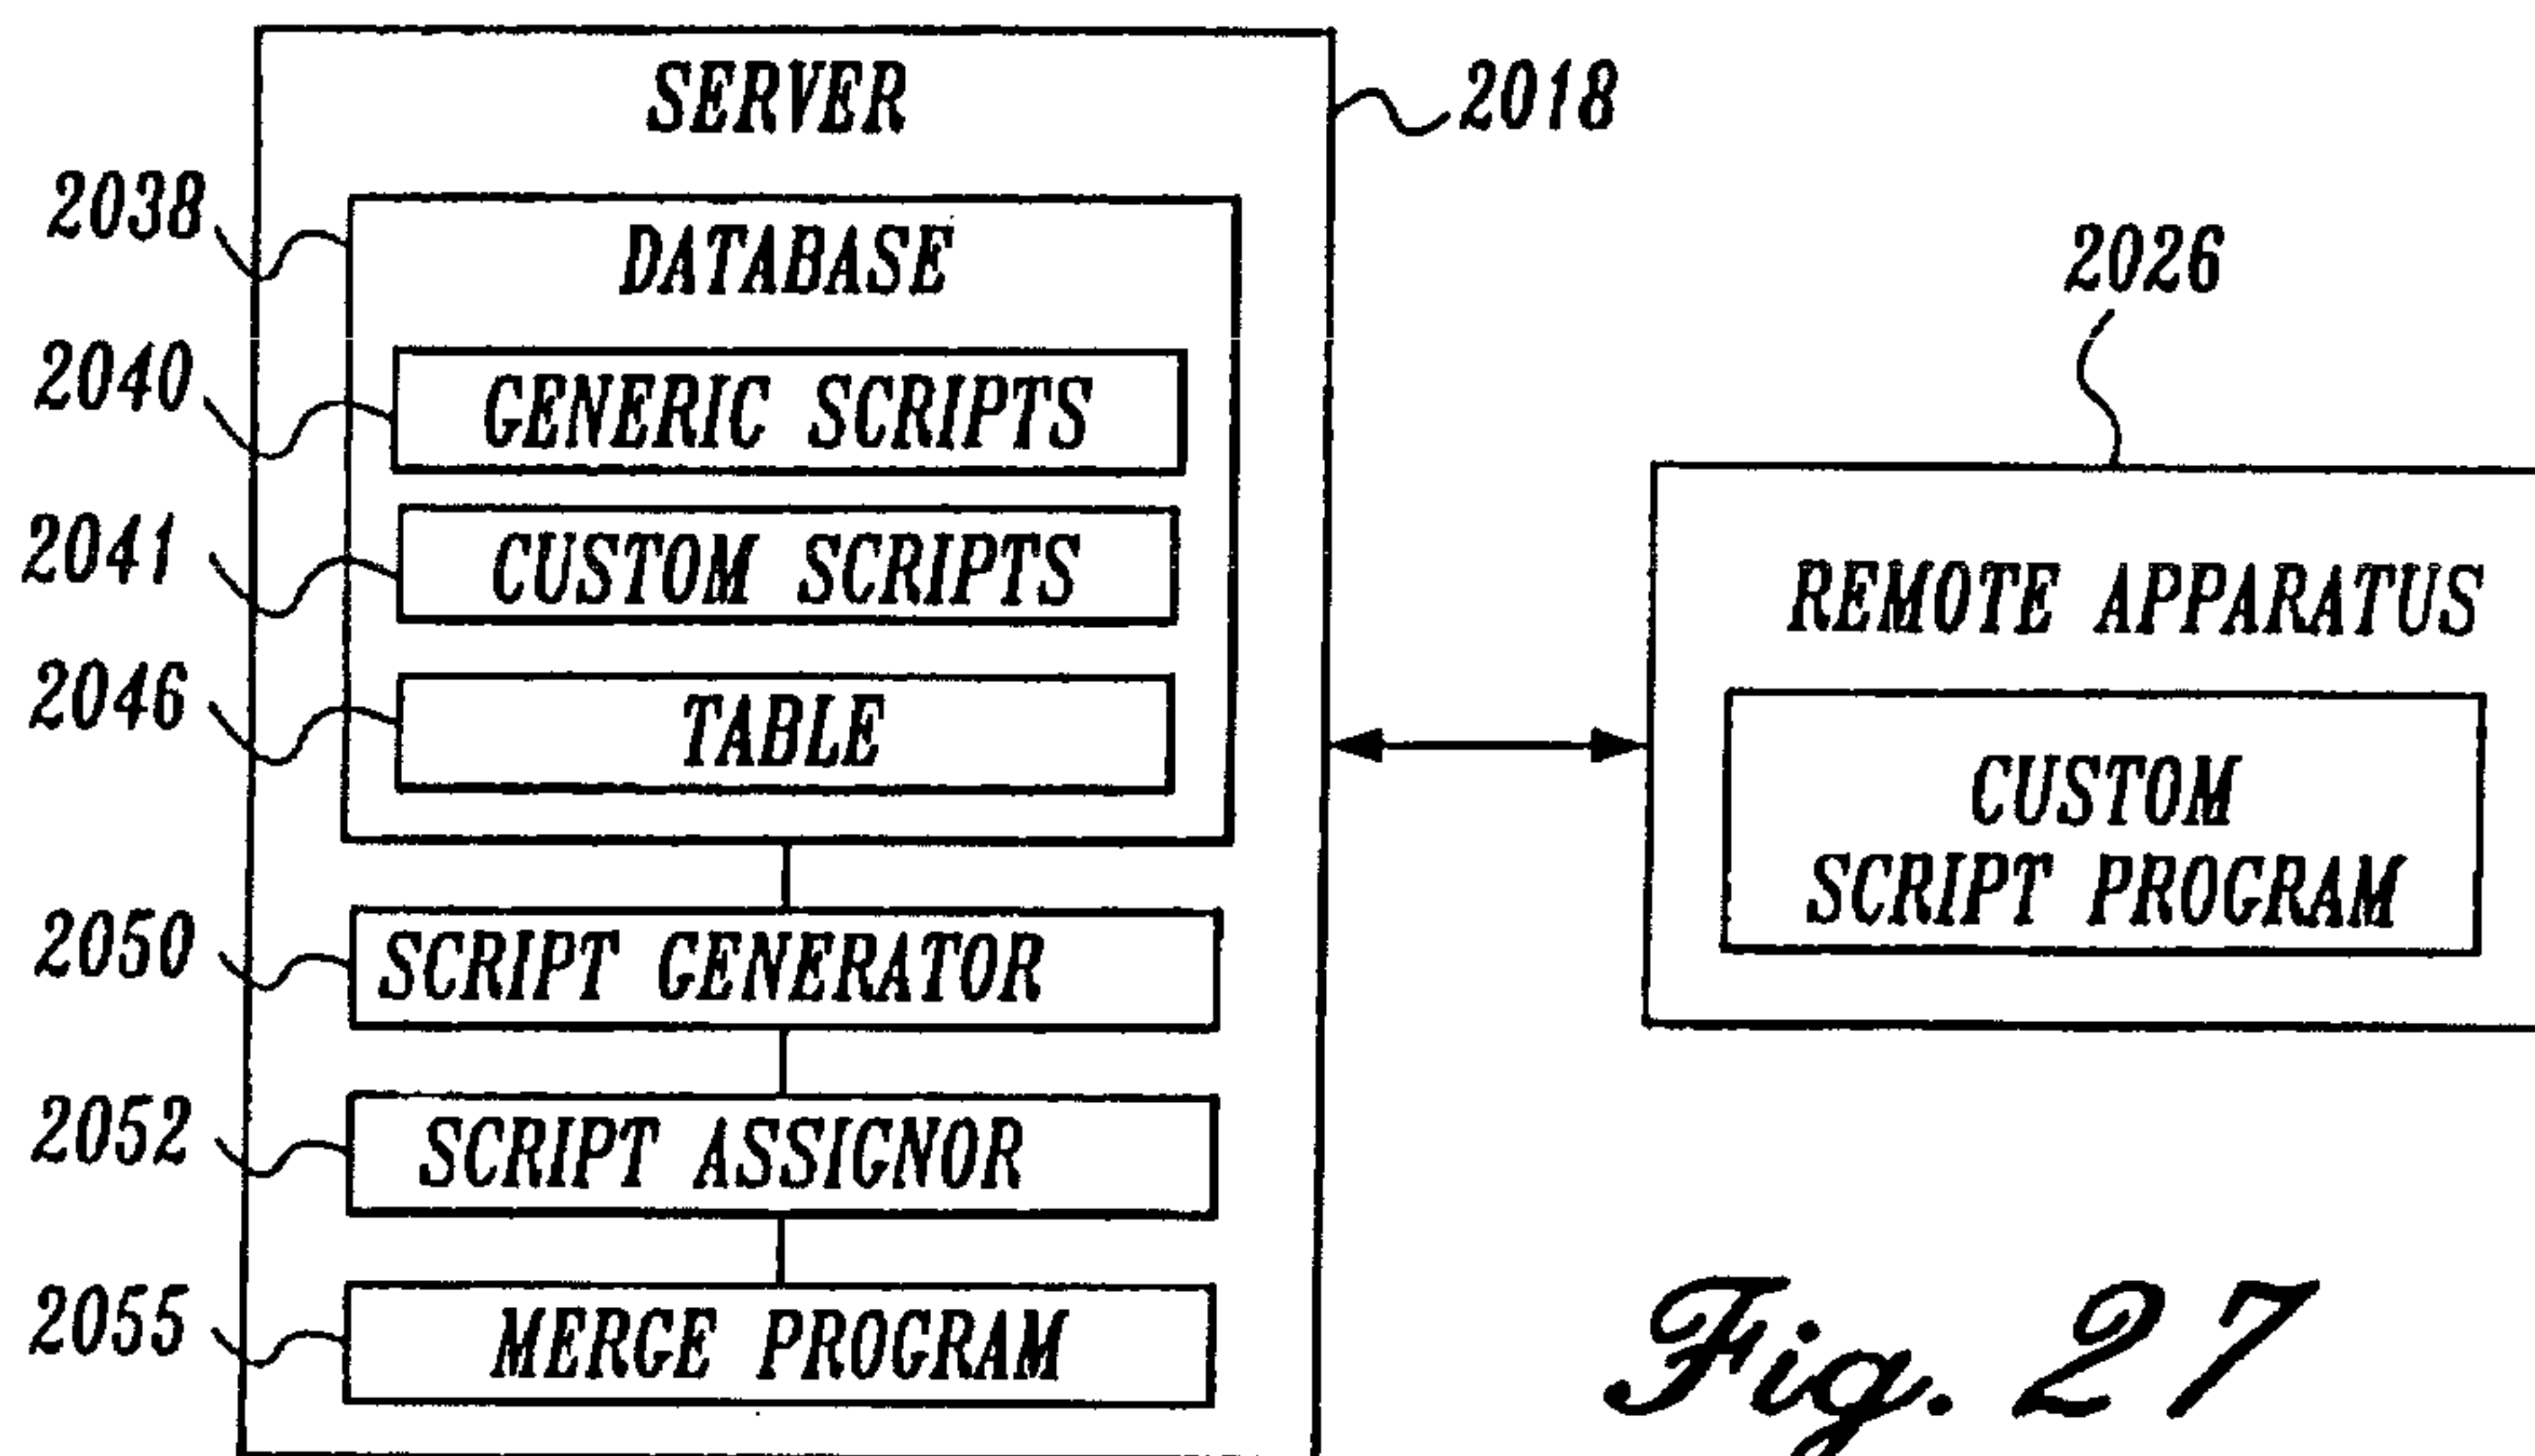 SERVER
2018
2038
DATABASE
2040
GENERIC SCRIPTS
2041
CUSTOM SCRIPTS
2046
TABLE
2050
SCRIPT GENERATOR
2052
SCRIPT ASSIGNOR
2055
MERGE PROGRAM
2026
REMOTE APPARATUS
CUSTOM
SCRIPT PROGRAM
Fig. 27